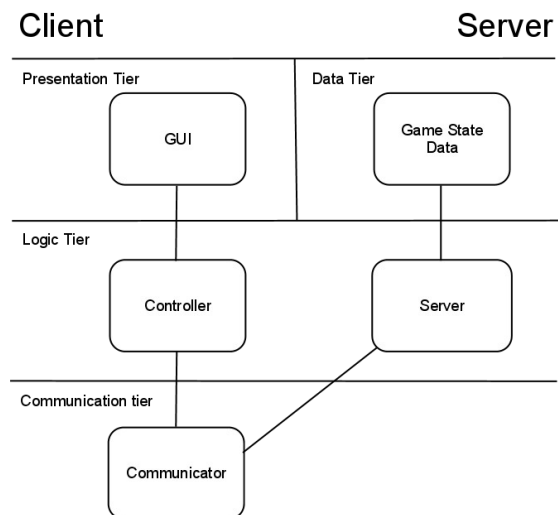 Client
Server
Presentation Tier
Data Tier
GUI
Game State
Data
Logic Tier
Controller
Server
Communication tier
Communicator